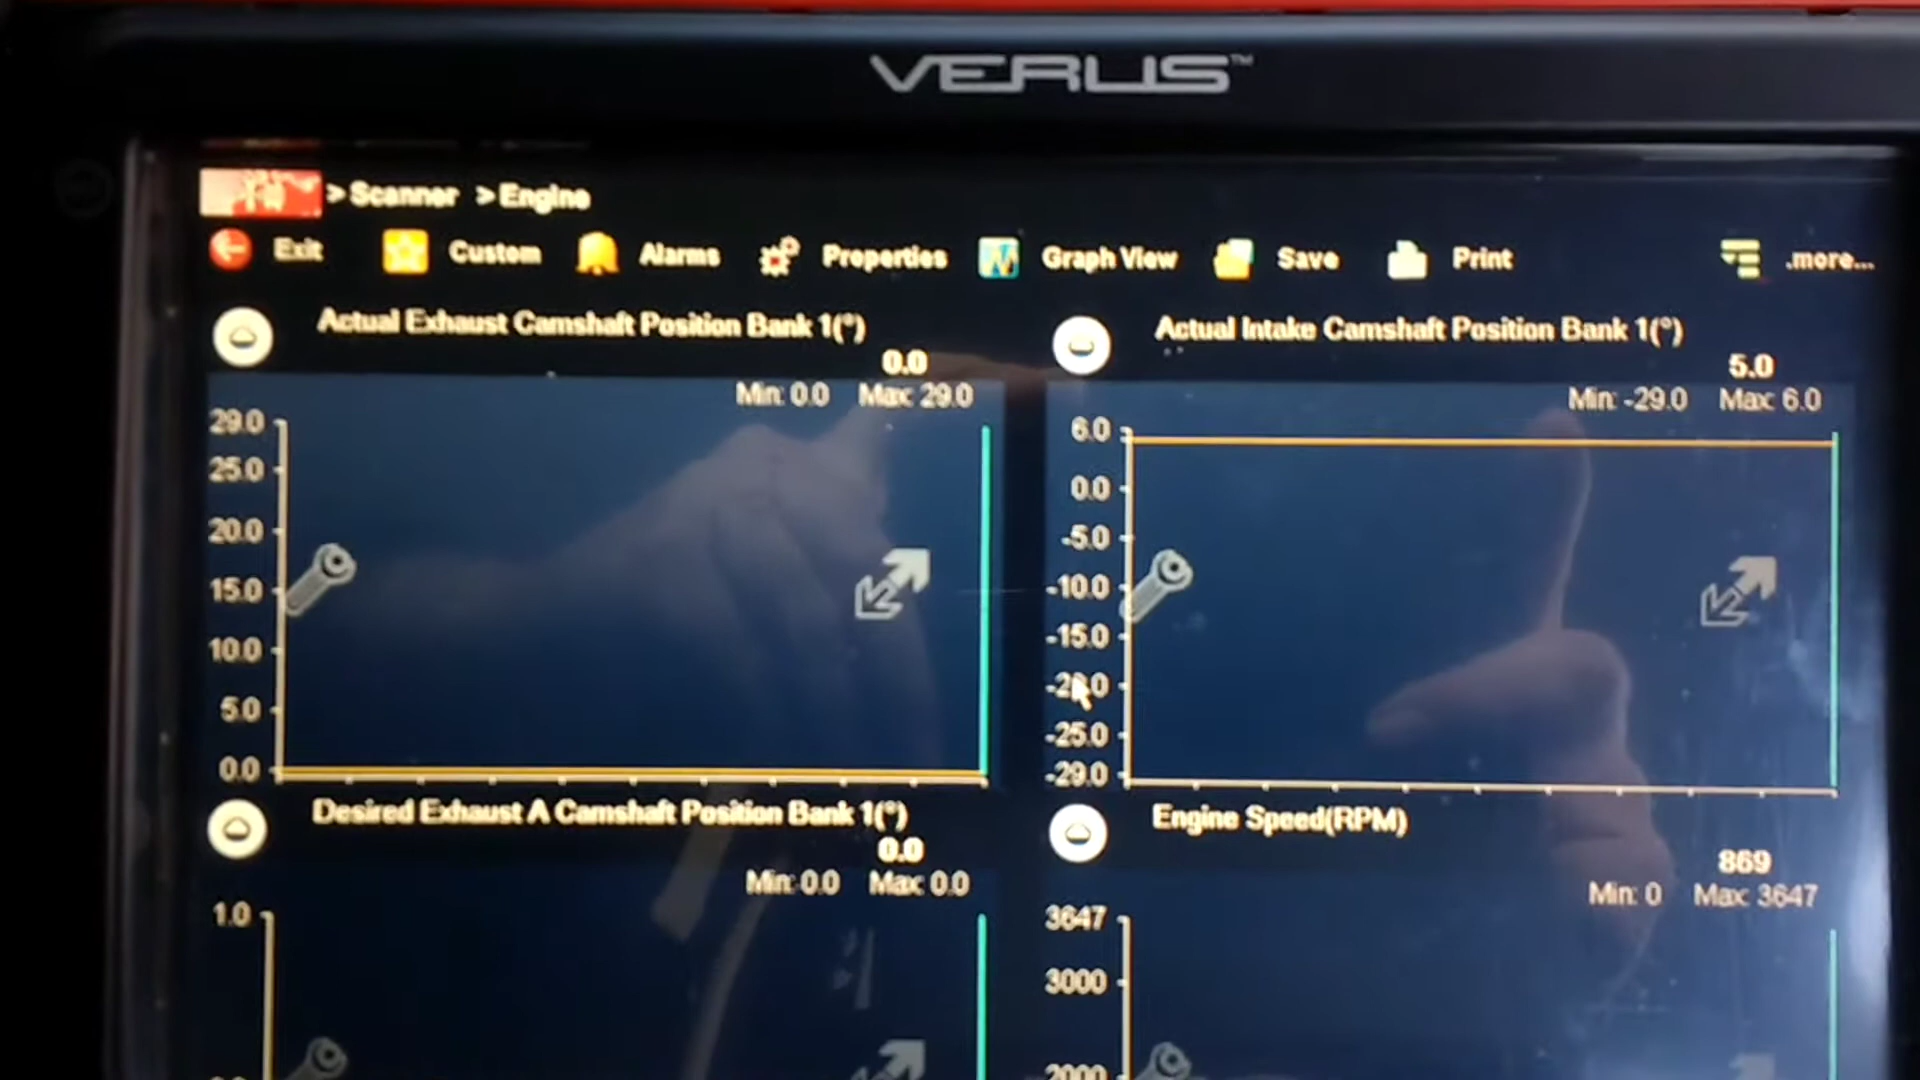 VERUS™
> Scanner > Engine
Exit Custom Alarms Properties Graph View Save Print .more...
Actual Exhaust Camshaft Position Bank 1(°)
0.0
Min: 0.0 Max: 29.0
29.0
25.0
20.0
15.0
10.0
5.0
0.0
Actual Intake Camshaft Position Bank 1(°)
5.0
Min: -29.0 Max: 6.0
6.0
0.0
-5.0
-10.0
-15.0
-25.0
-29.0
Desired Exhaust A Camshaft Position Bank 1(°)
0.0
Min: 0.0 Max: 0.0
1.0
Engine Speed(RPM)
869
Min: 0 Max: 3647
3647
3000
2000